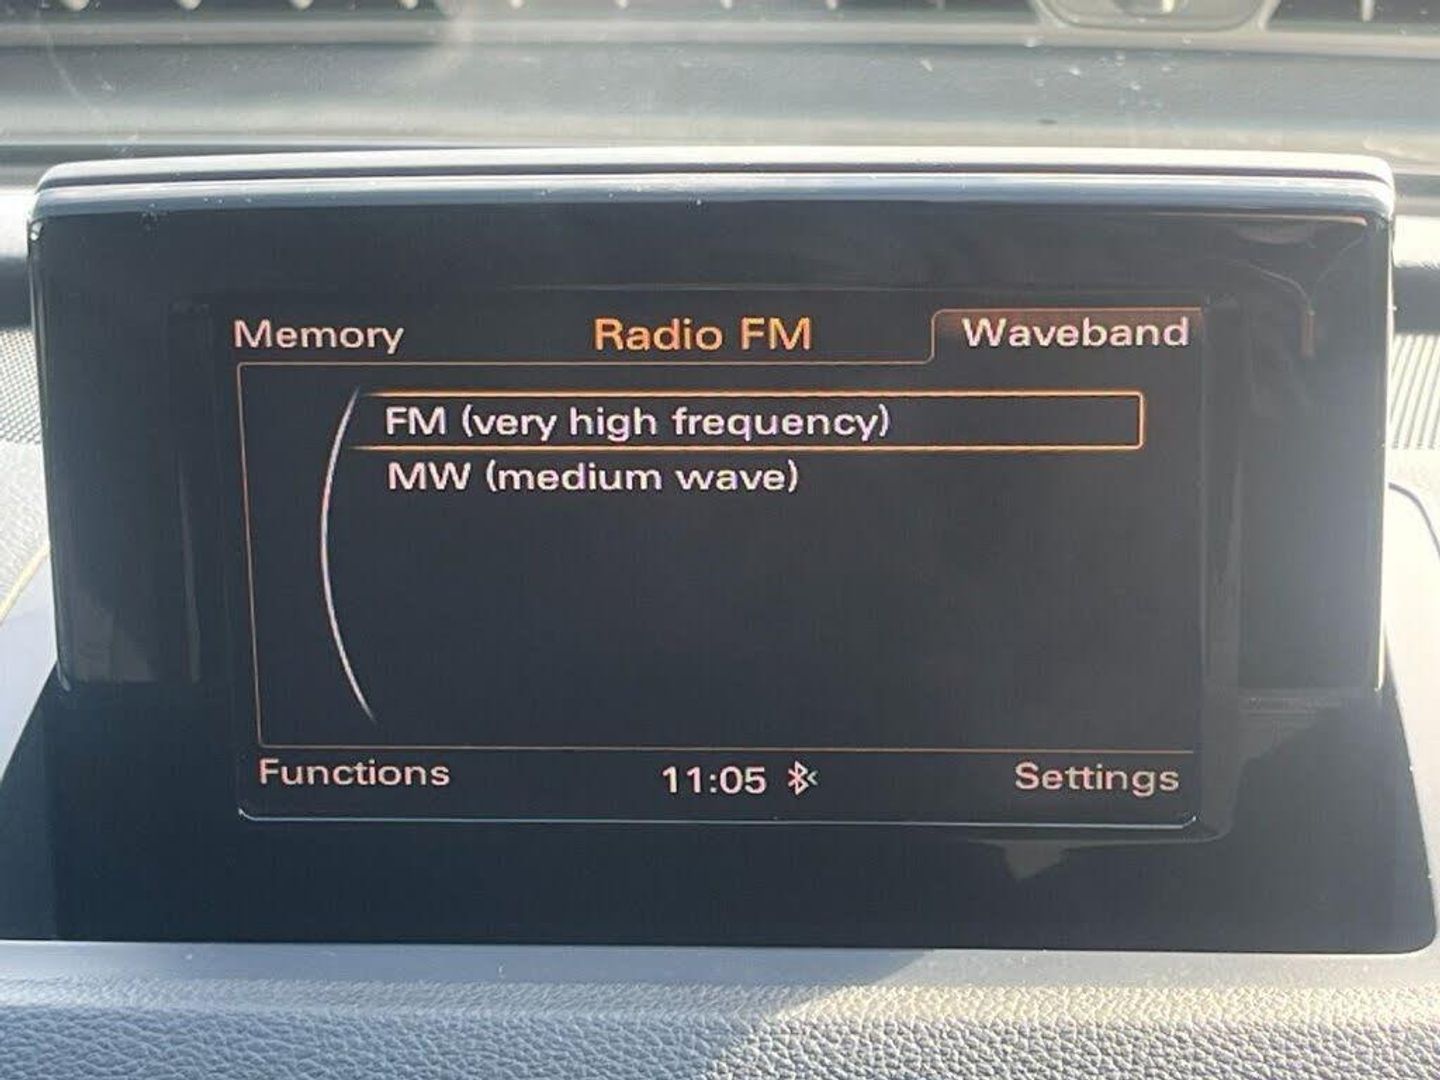 Memory Radio FM Waveband
FM (very high frequency)
MW (medium wave)
Functions 11:05 Settings